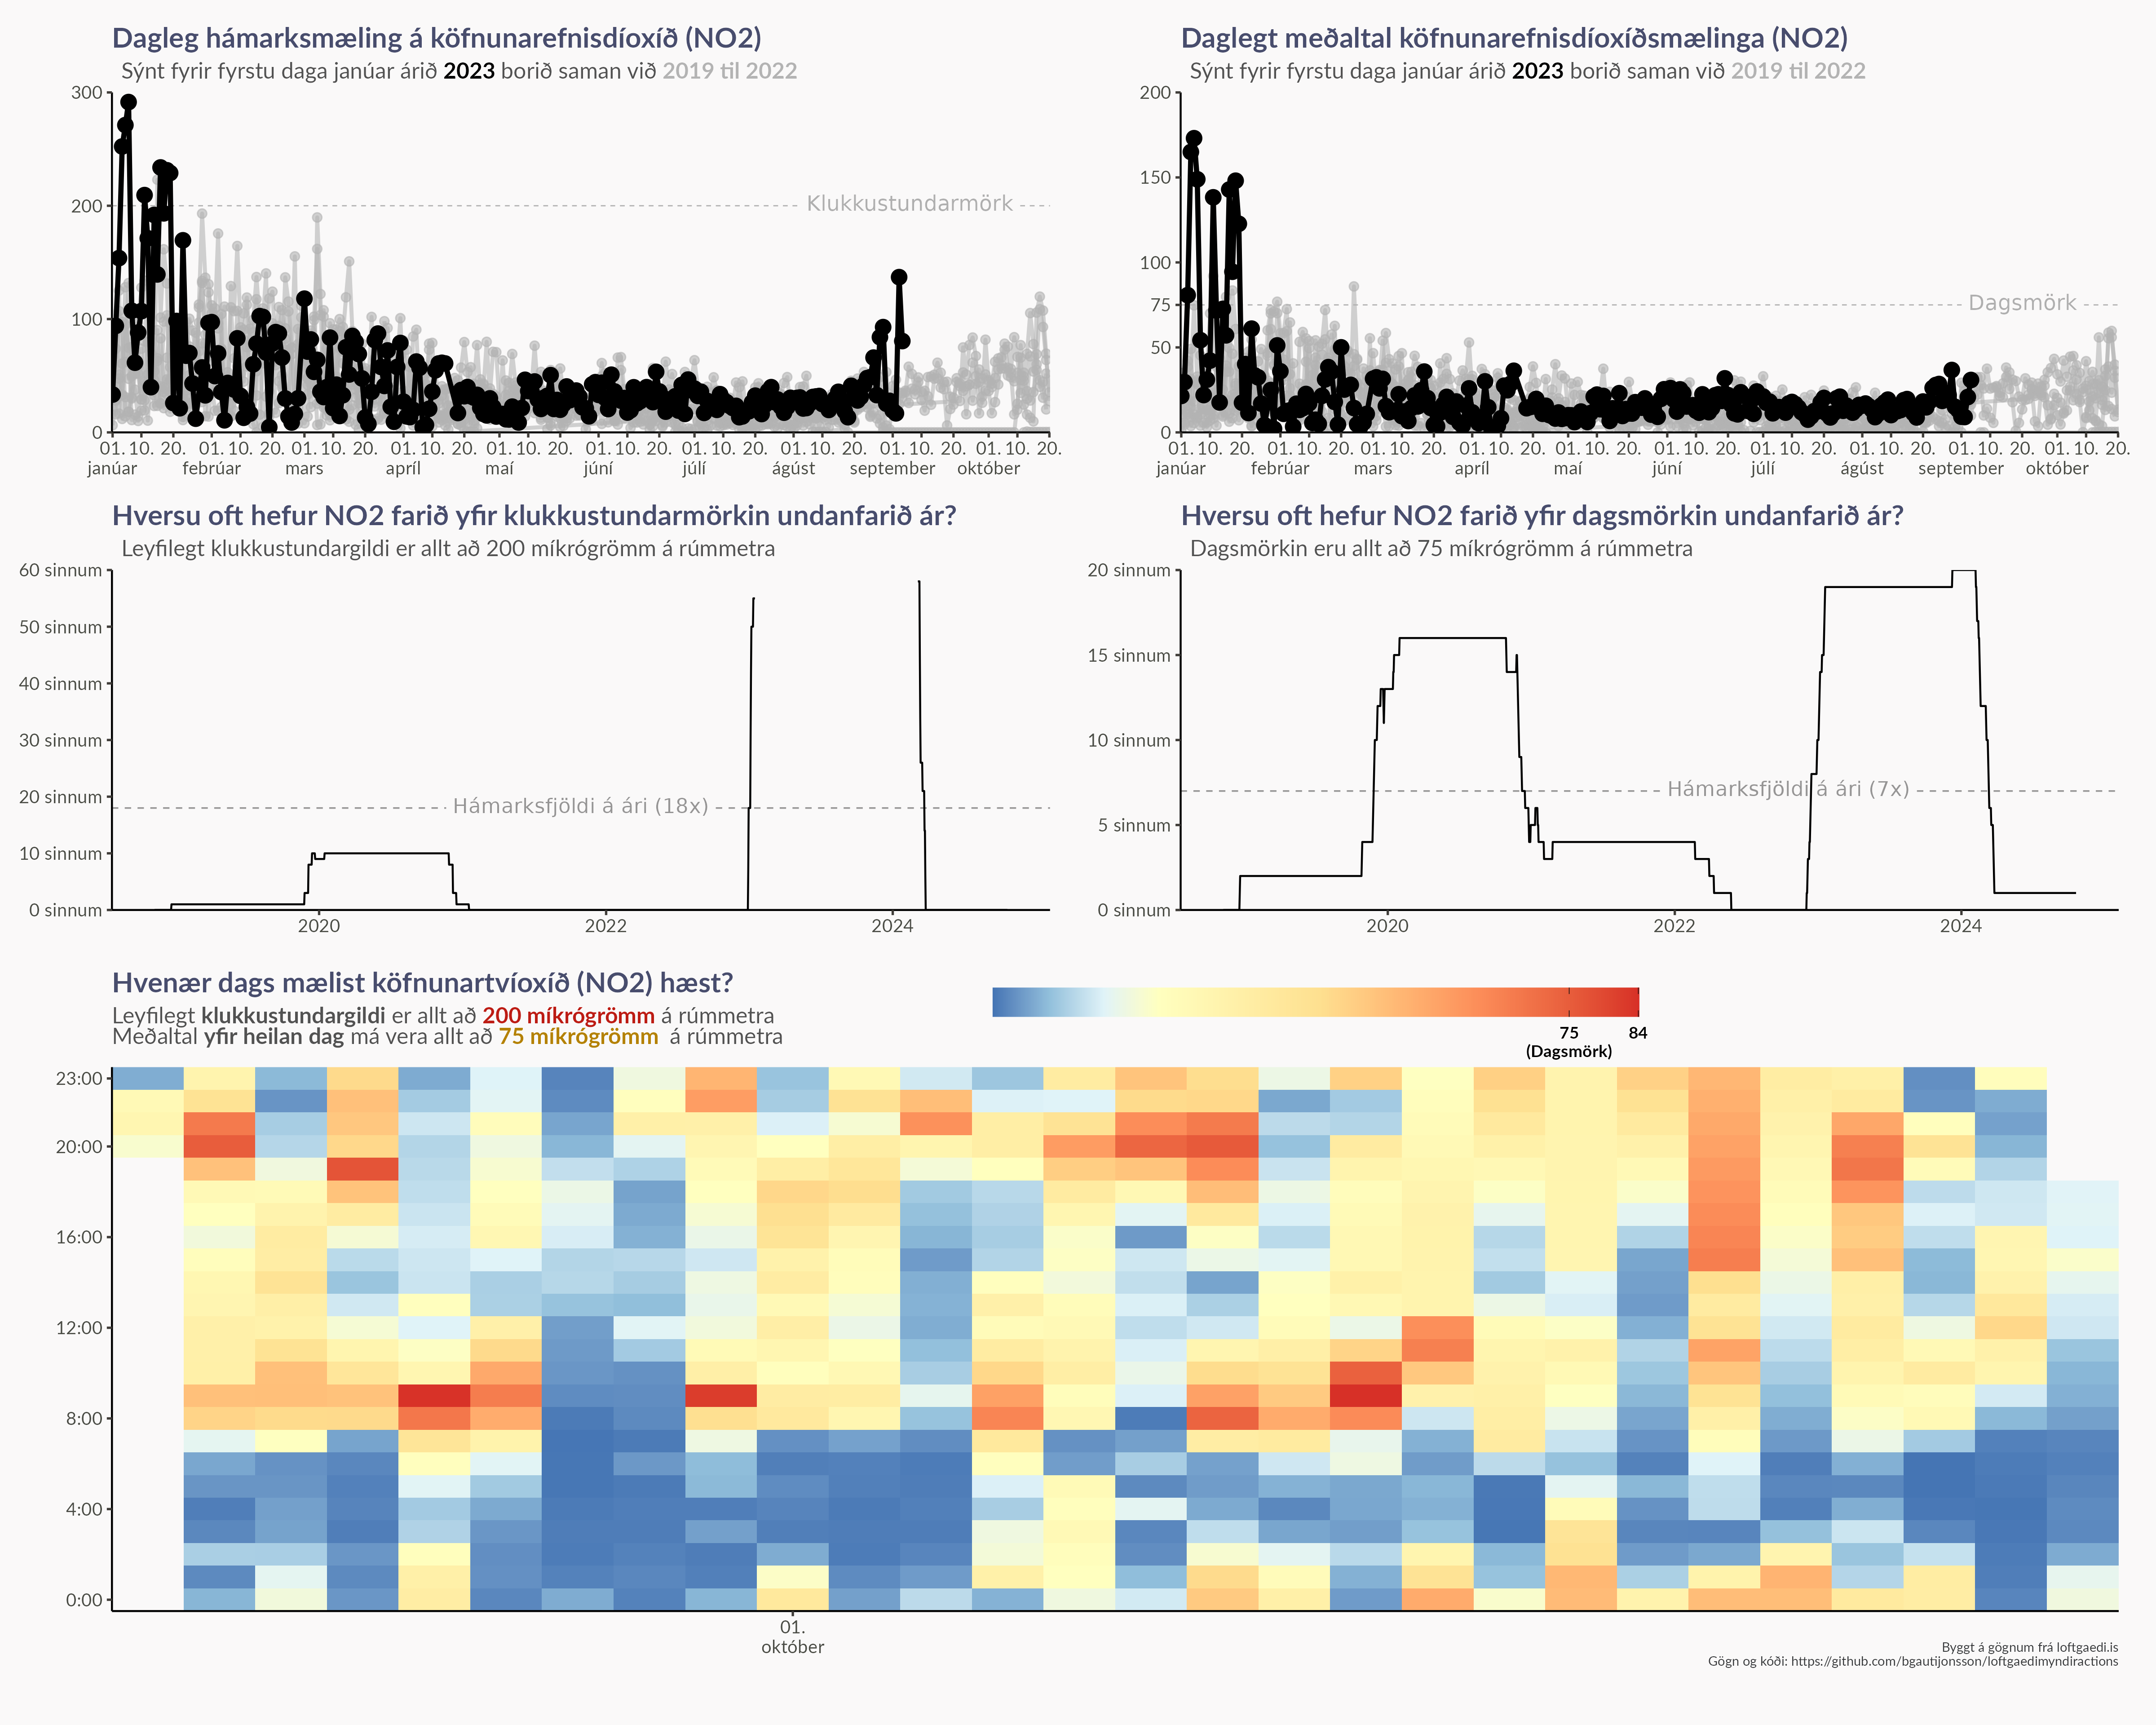 Dagleg hámarksmæling á köfnunarefnisdíoxíð (NO2)
Sýnt fyrir fyrstu daga janúar árið 2023 borið saman við 2019 til 2022
300
200
100
0
Klukkustundarmörk
01. 10. 20. 01. 10. 20. 01. 10. 20. 01. 10. 20. 01. 10. 20. 01. 10. 20. 01. 10. 20. 01. 10. 20. 01. 10. 20. 01. 10. 20.
janúar febrúar mars apríl maí júní júlí ágúst september október
Daglegt meðaltal köfnunarefnisdíoxíðsmælinga (NO2)
Sýnt fyrir fyrstu daga janúar árið 2023 borið saman við 2019 til 2022
200
150
100
75
50
0
Dagsmörk
01. 10. 20. 01. 10. 20. 01. 10. 20. 01. 10. 20. 01. 10. 20. 01. 10. 20. 01. 10. 20. 01. 10. 20. 01. 10. 20. 01. 10. 20.
janúar febrúar mars apríl maí júní júlí ágúst september október
Hversu oft hefur NO2 farið yfir klukkustundarmörkin undanfarið ár?
Leyfilegt klukkustundargildi er allt að 200 míkrógrömm á rúmmetra
60 sinnum
50 sinnum
40 sinnum
30 sinnum
20 sinnum
10 sinnum
0 sinnum
Hámarksfjöldi á ári (18x)
2020 2022 2024
Hversu oft hefur NO2 farið yfir dagsmörkin undanfarið ár?
Dagsmörkin eru allt að 75 míkrógrömm á rúmmetra
20 sinnum
15 sinnum
10 sinnum
5 sinnum
0 sinnum
Hámarksfjöldi á ári (7x)
2020 2022 2024
Hvenær dags mælist köfnunartvíoxíð (NO2) hæst?
Leyfilegt klukkustundargildi er allt að 200 míkrógrömm á rúmmetra
Meðaltal yfir heilan dag má vera allt að 75 míkrógrömm á rúmmetra
75 84
(Dagsmörk)
23:00
20:00
16:00
12:00
8:00
4:00
0:00
01.
október
Byggt á gögnum frá loftgaedi.is
Gögn og kóði: https://github.com/bgautijonsson/loftgaedimyndiractions